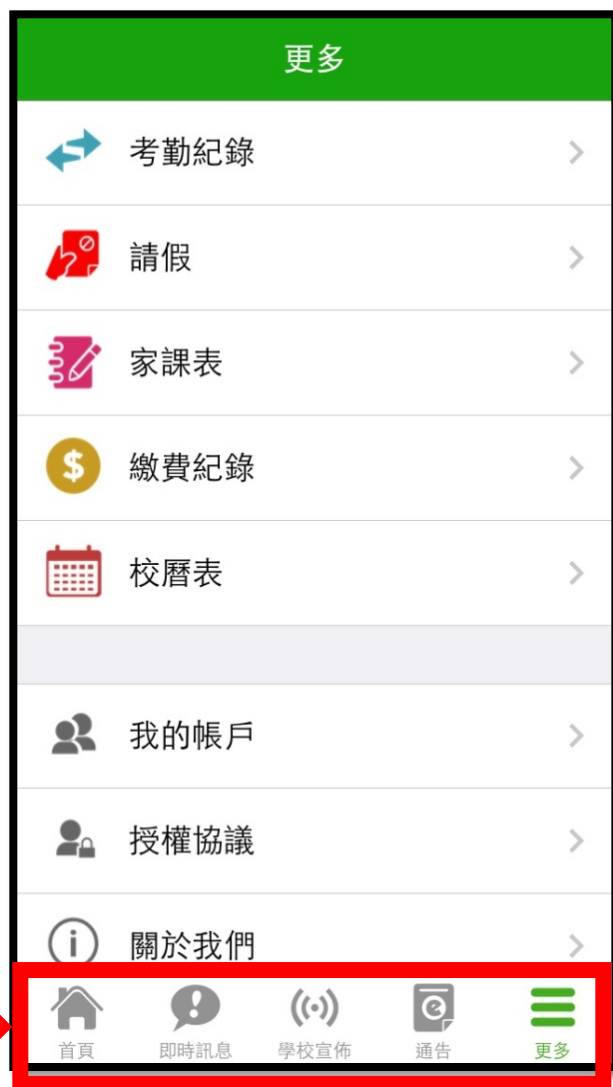 更多
考勤紀錄
請假
家課表
繳費紀錄
校曆表
我的帳戶
授權協議
關於我們
首頁 即時訊息 學校宣佈 通告 更多